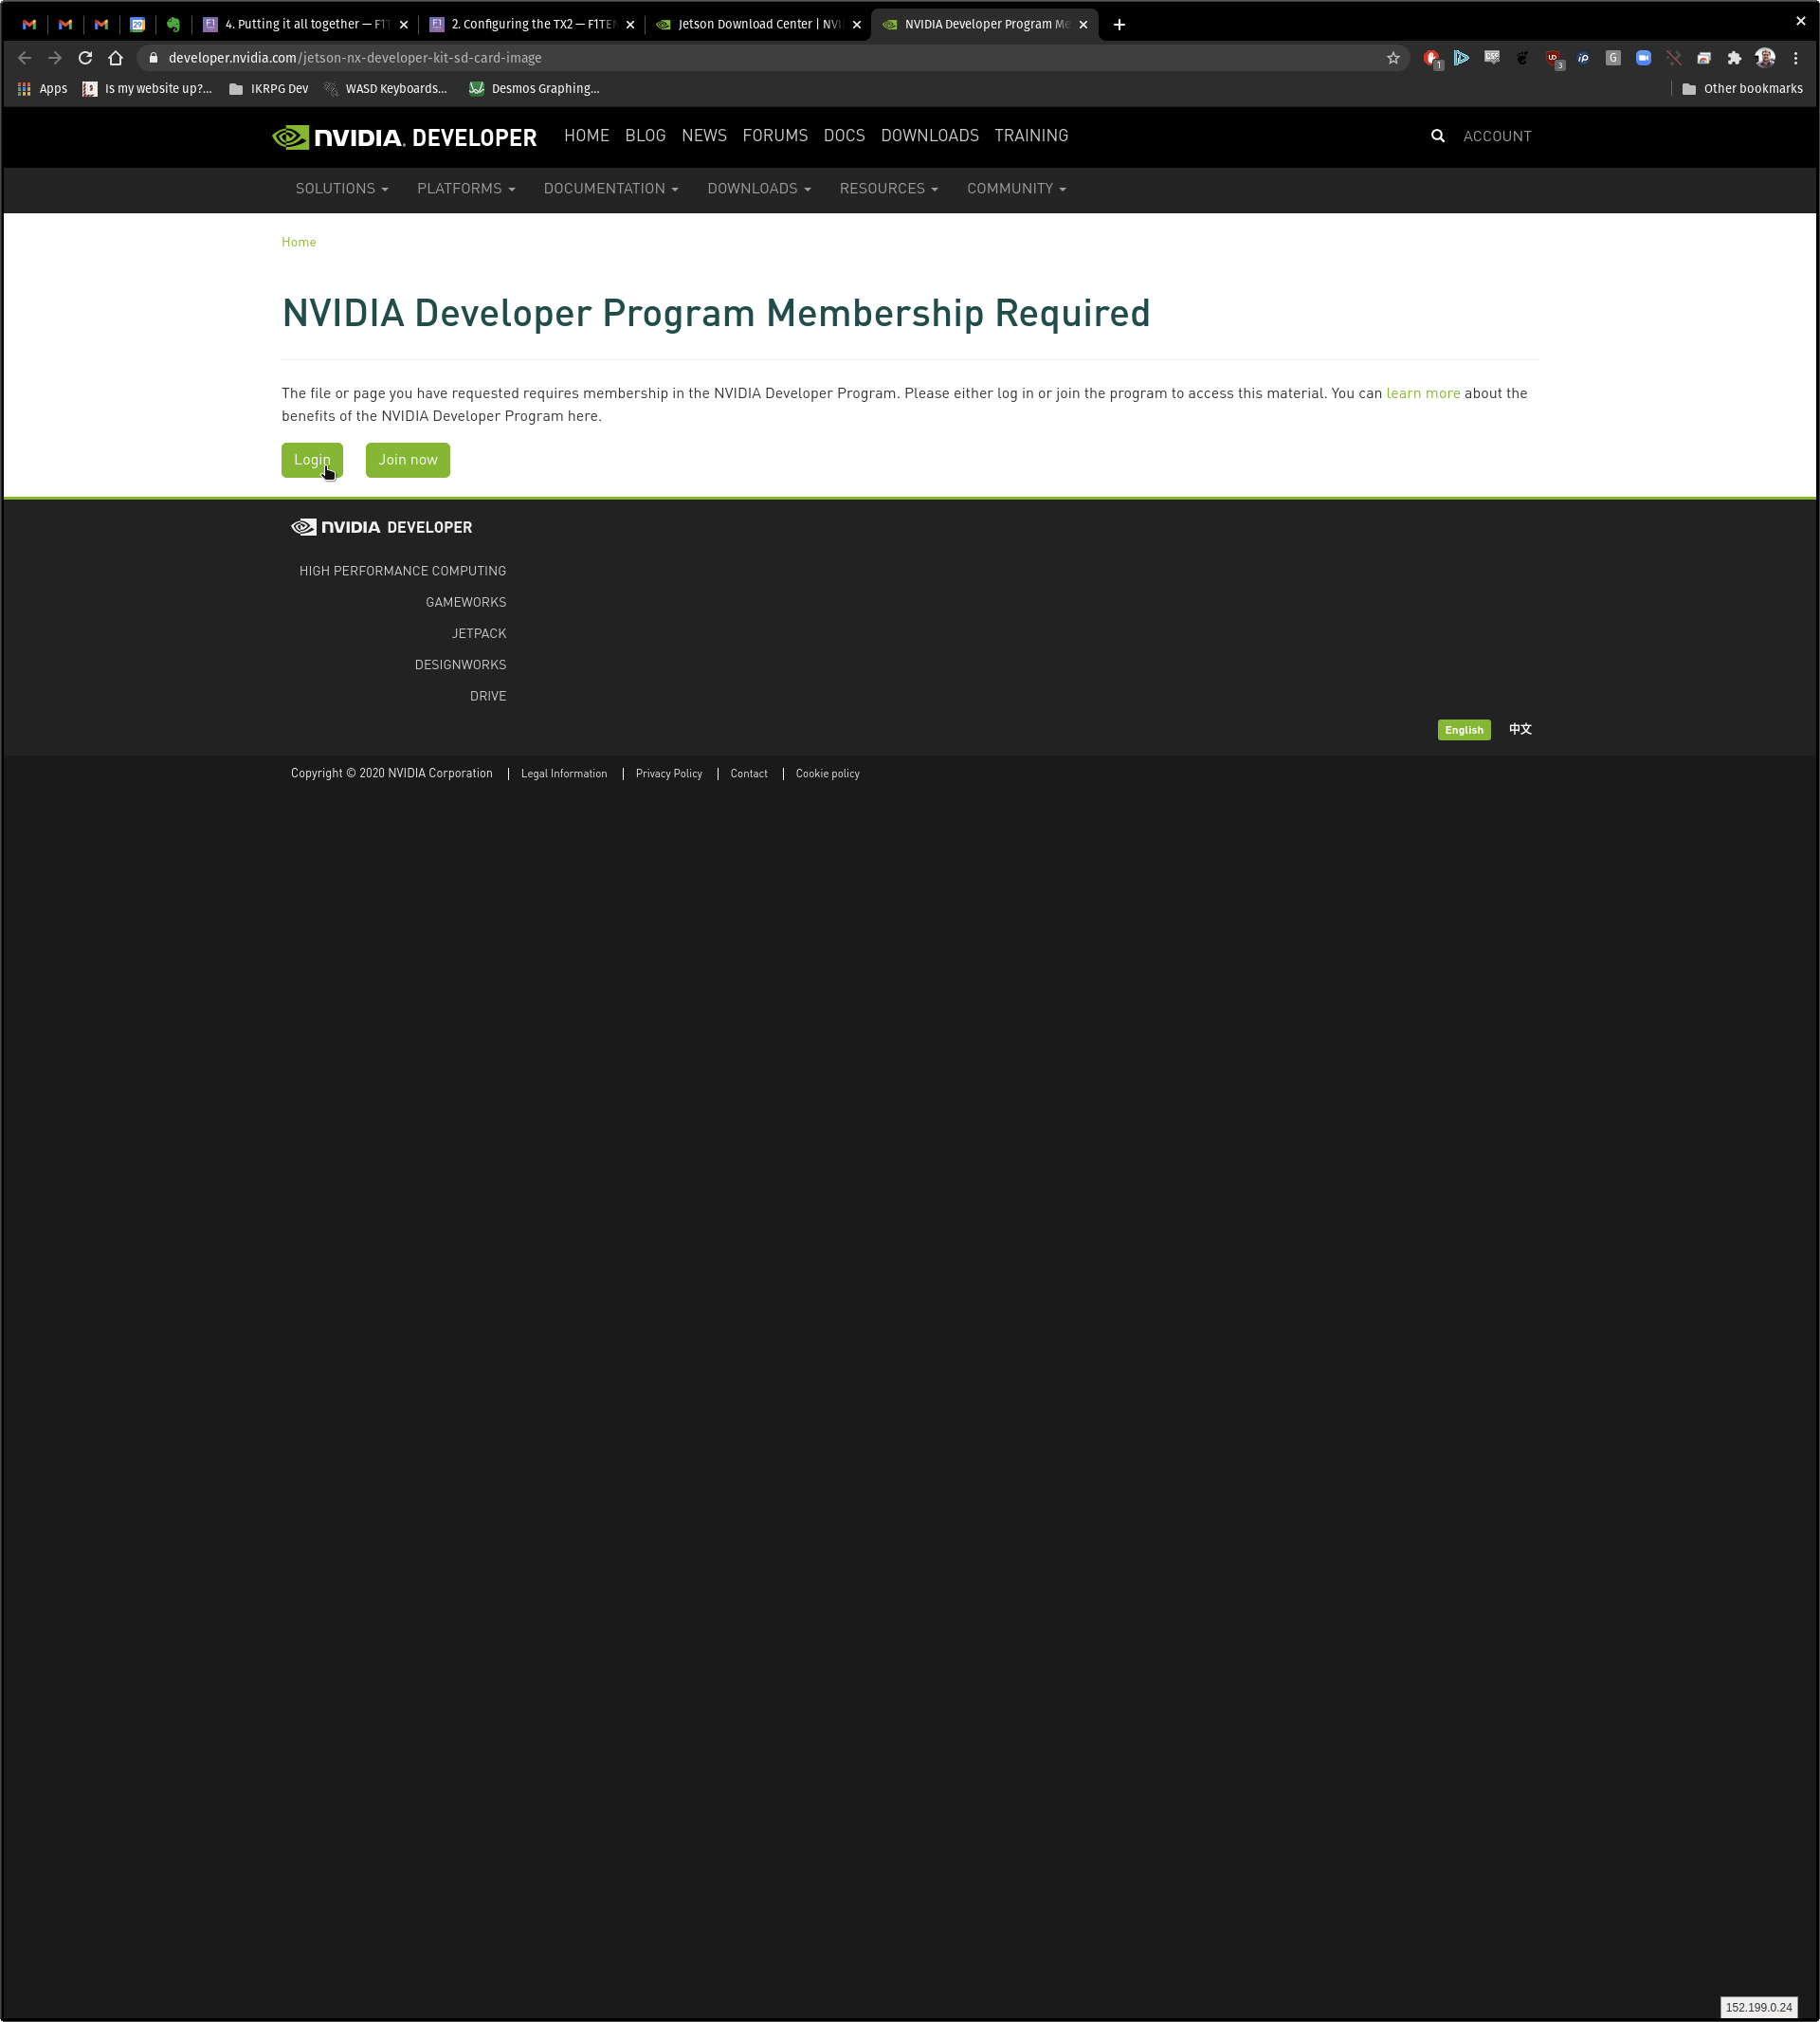 4. Putting it all together — F1T
2. Configuring the TX2 — F1TEN
Jetson Download Center | NVI
NVIDIA Developer Program Me
developer.nvidia.com/jetson-nx-developer-kit-sd-card-image
Apps
Is my website up?...
IKRPG Dev
WASD Keyboards...
Desmos Graphing...
Other bookmarks
NVIDIA. DEVELOPER
HOME BLOG NEWS FORUMS DOCS DOWNLOADS TRAINING
ACCOUNT
SOLUTIONS PLATFORMS DOCUMENTATION DOWNLOADS RESOURCES COMMUNITY
Home
NVIDIA Developer Program Membership Required
The file or page you have requested requires membership in the NVIDIA Developer Program. Please either log in or join the program to access this material. You can learn more about the
benefits of the NVIDIA Developer Program here.
Login Join now
NVIDIA DEVELOPER
HIGH PERFORMANCE COMPUTING
GAMEWORKS
JETPACK
DESIGNWORKS
DRIVE
English 中文
Copyright © 2020 NVIDIA Corporation | Legal Information | Privacy Policy | Contact | Cookie policy
152.199.0.24